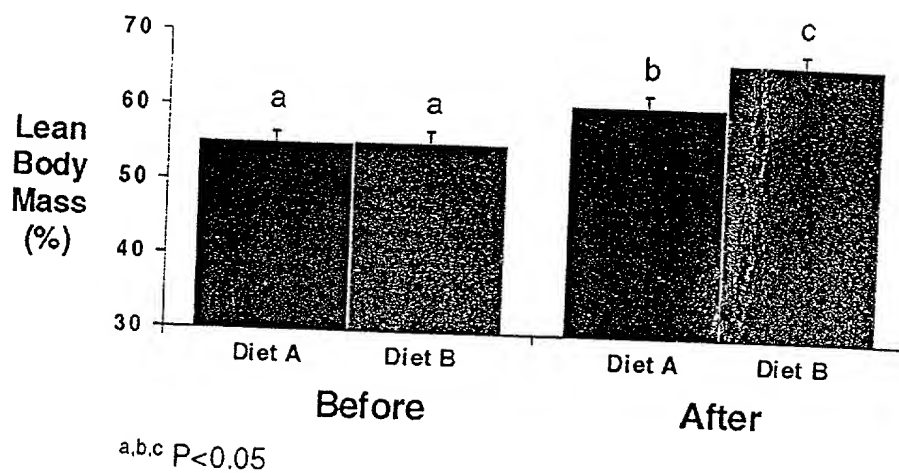 70
60
50
40
30
Lean
Body
Mass
(%)
a
a
b
c
Diet A
Diet B
Diet A
Diet B
Before
After
a,b,c P<0.05